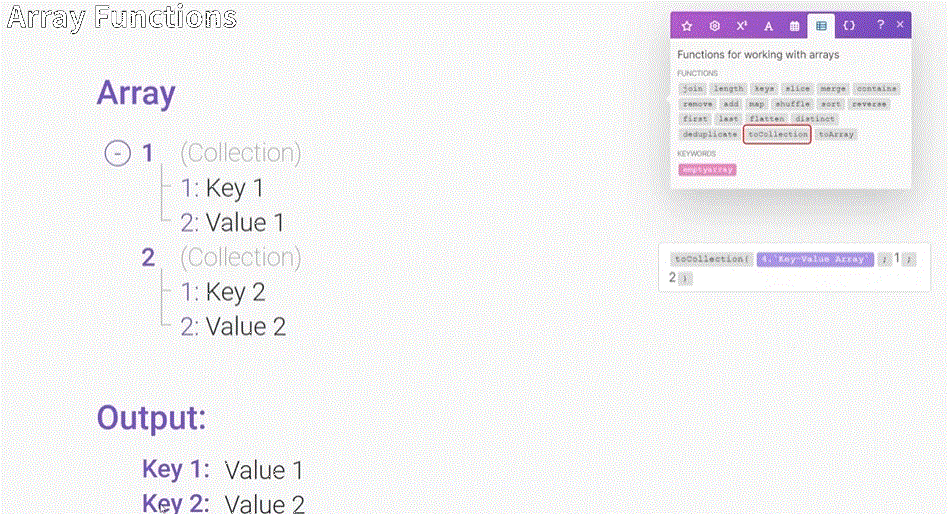 Array Functions
Array
- 1 (Collection)
1: Key 1
2: Value 1
2 (Collection)
1: Key 2
2: Value 2
Output:
Key 1: Value 1
Key 2: Value 2
X² A { } ? ×
Functions for working with arrays
FUNCTIONS
join length keys slice merge contains
remove add map shuffle sort reverse
first last flatten distinct
deduplicate toCollection toArray
KEYWORDS
emptyarray
toCollection( 4. Key-Value Array ; 1 ;
2 )